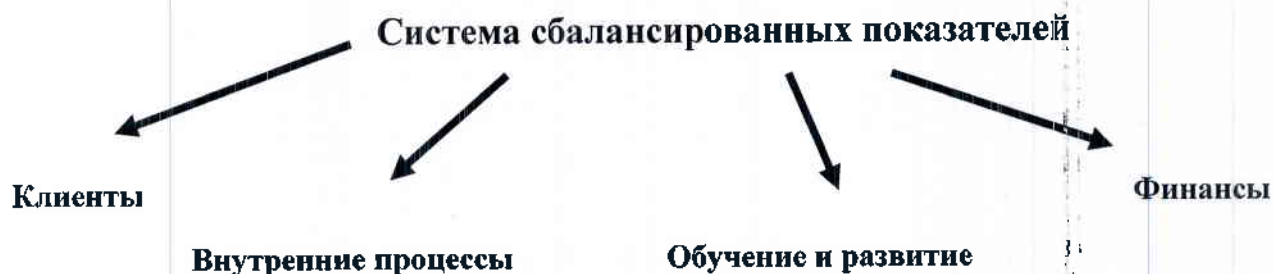 Система сбалансированных показателей
Клиенты
Финансы
Внутренние процессы
Обучение и развитие